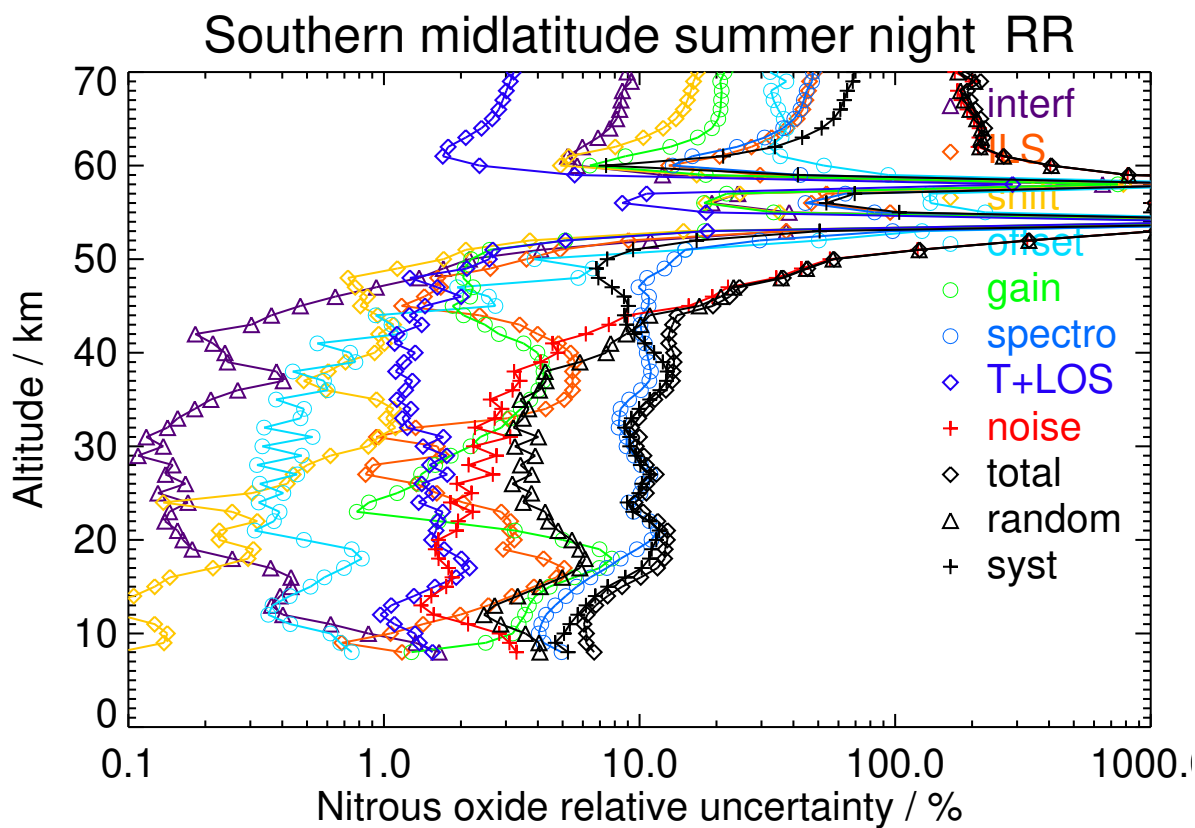 Southern midlatitude summer night RR
70
60
50
40
30
20
10
0
Altitude / km
interf
ILS
shift
offset
gain
spectro
T+LOS
noise
total
random
syst
0.1 1.0 10.0 100.0 1000.0
Nitrous oxide relative uncertainty / %